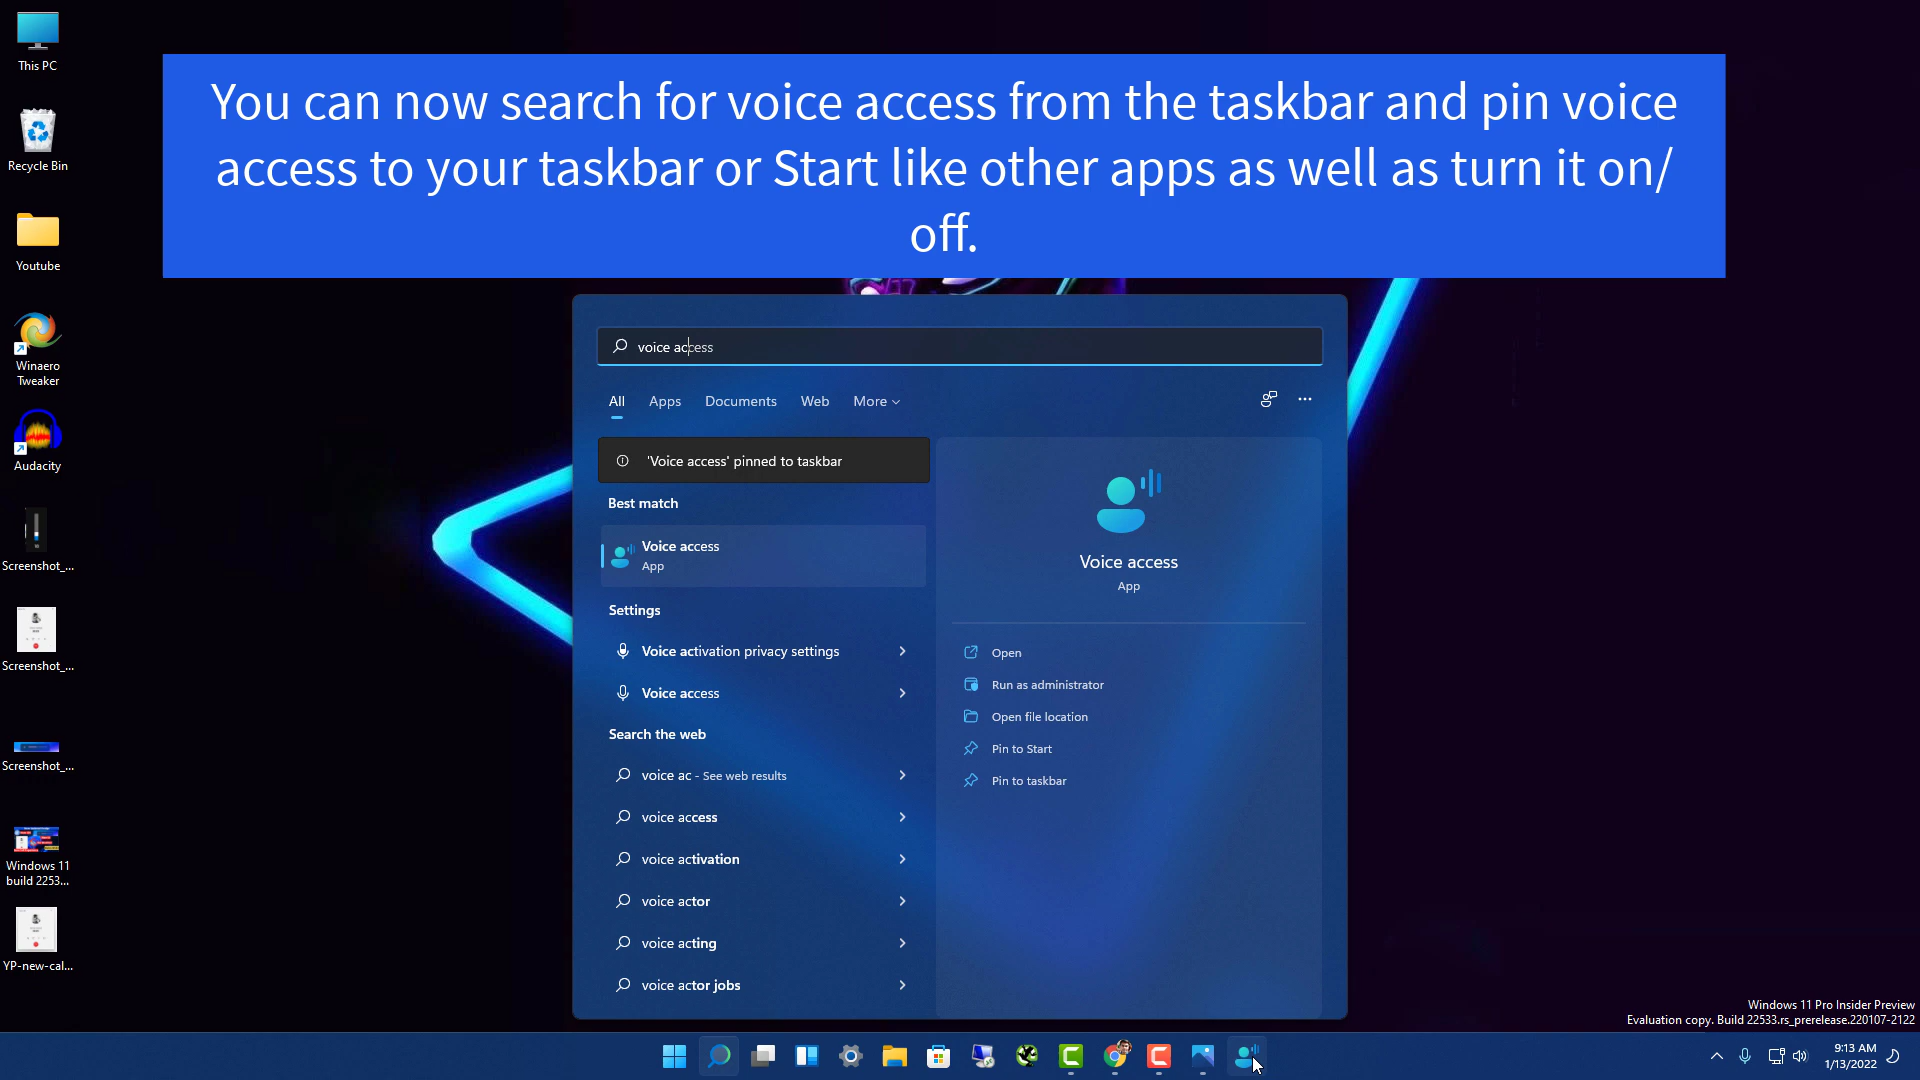 This PC
Recycle Bin
Youtube
Winaero
Tweaker
Audacity
Screenshot_...
Screenshot_...
Screenshot_...
Windows 11
build 2253...
YP-new-cal...
You can now search for voice access from the taskbar and pin voice
access to your taskbar or Start like other apps as well as turn it on/
off.
voice access
All Apps Documents Web More
'Voice access' pinned to taskbar
Best match
Voice access
App
Settings
Voice activation privacy settings
Voice access
Search the web
voice ac - See web results
voice access
voice activation
voice actor
voice acting
voice actor jobs
Voice access
App
Open
Run as administrator
Open file location
Pin to Start
Pin to taskbar
Windows 11 Pro Insider Preview
Evaluation copy. Build 22533.rs_prerelease.220107-2122
9:13 AM
1/13/2022